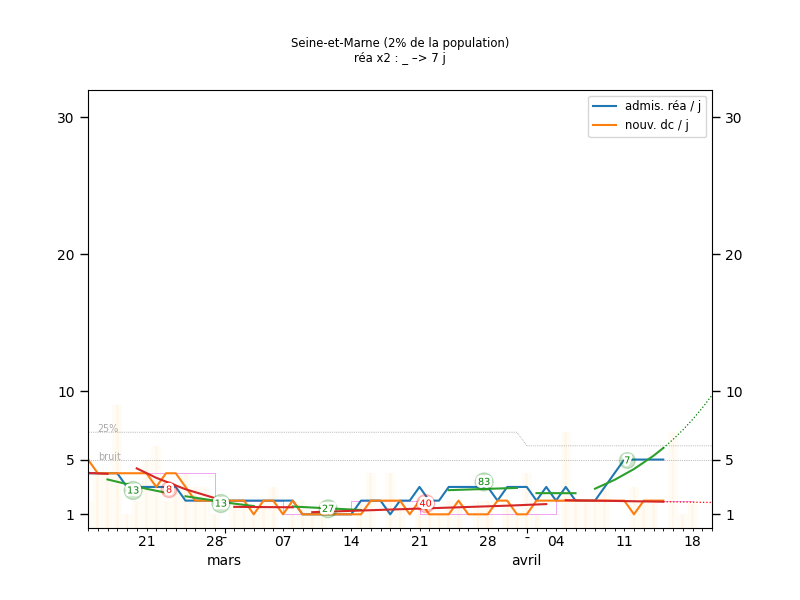 Seine-et-Marne (2% de la population)
réa x2 : _ –> 7 j
admis. réa / j
nouv. dc / j
30 30
20 20
10 10
5 5
1 1
25%
bruit
13
8
13
27
40
83
7
21 28 07 14 21 28 04 11 18
mars avril